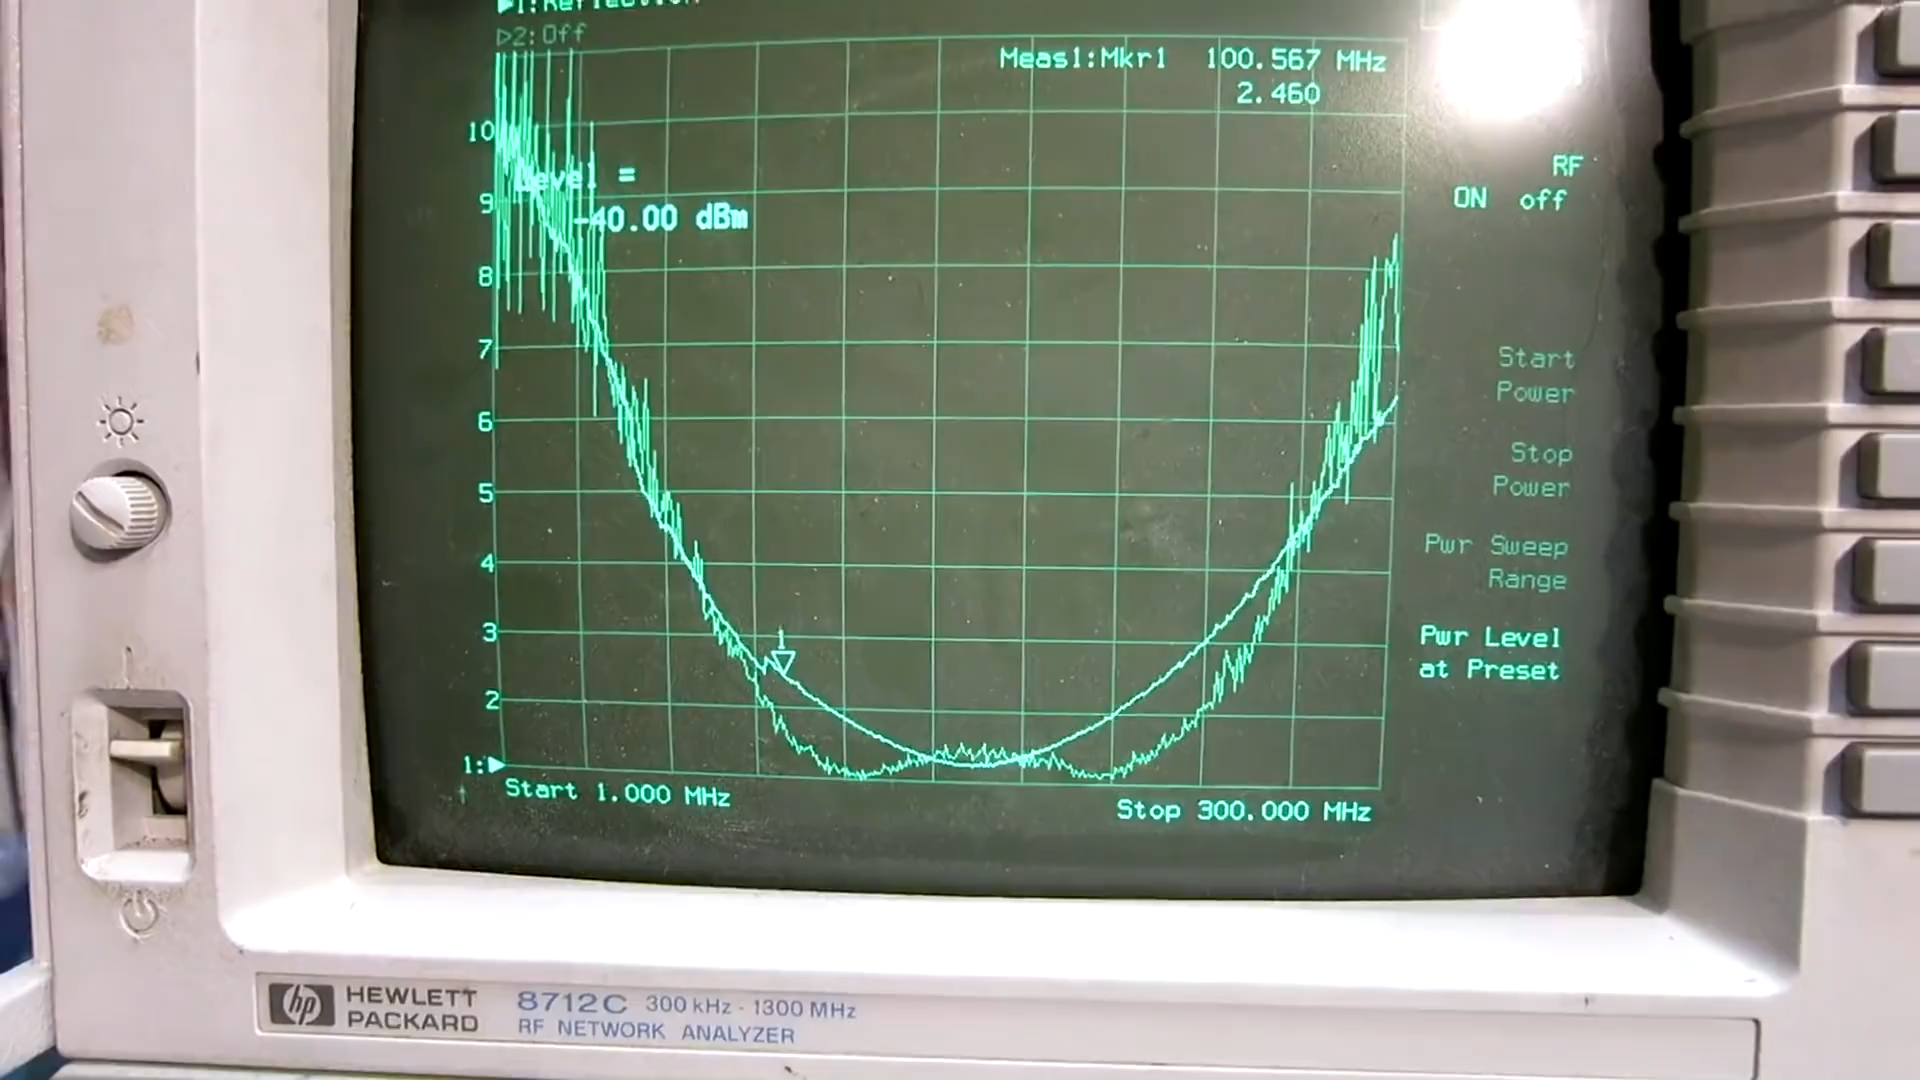 ▶1:Reflection
▷2:Off
Meas1:Mkr1 100.567 MHz
2.460
10
Level =
-40.00 dBm
9
8
7
6
5
4
3
2
1:▶
1
Start 1.000 MHz
Stop 300.000 MHz
RF
ON off
Start
Power
Stop
Power
Pwr Sweep
Range
Pwr Level
at Preset
hp HEWLETT
PACKARD
8712C 300 kHz - 1300 MHz
RF NETWORK ANALYZER